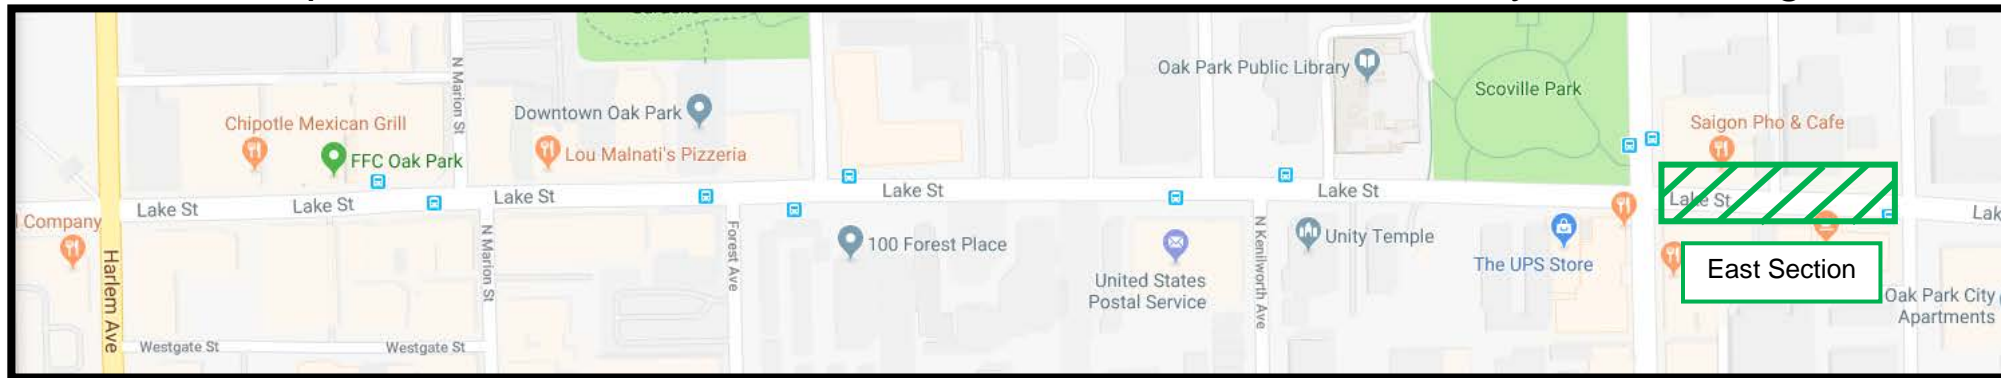 N Marion St
Oak Park Public Library
Scoville Park
Downtown Oak Park
Chipotle Mexican Grill
Saigon Pho & Cafe
Lou Malnati's Pizzeria
FFC Oak Park
Lake St
Lake St
Lake St
Lake St
Lake St
Lake St
Lak
l Company
Harlem Ave
N Marion St
Forest Ave
100 Forest Place
N Kenilworth Ave
Unity Temple
The UPS Store
East Section
United States
Postal Service
Oak Park City
Apartments
Westgate St
Westgate St